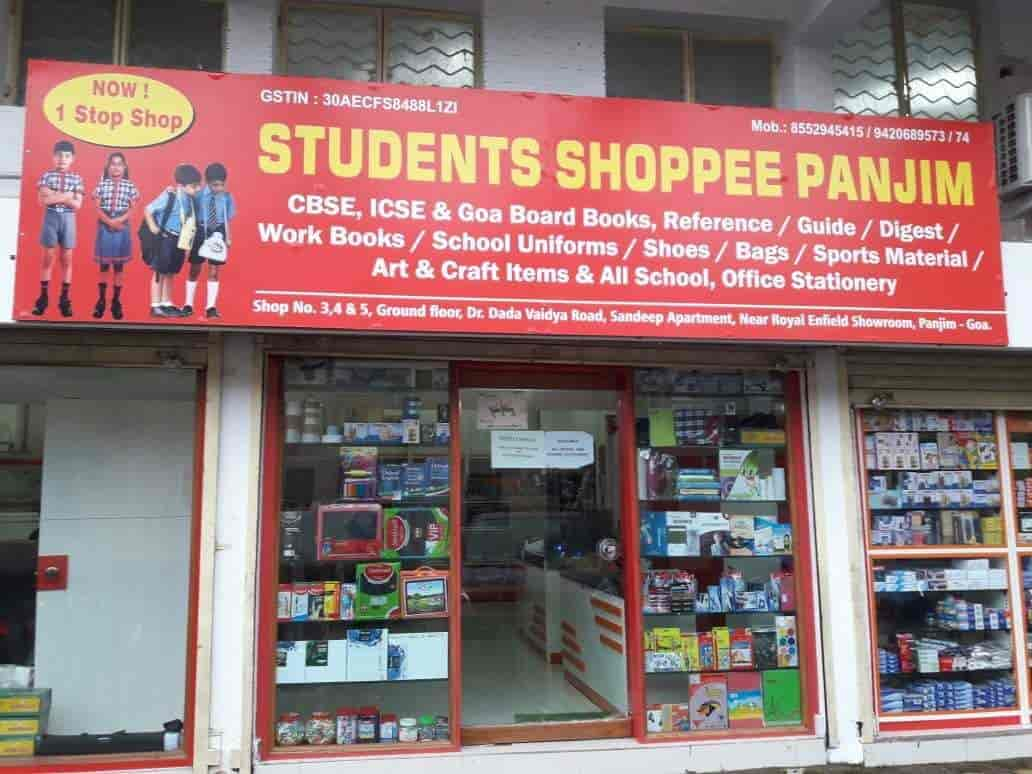 NOW !
1 Stop Shop
GSTIN : 30AECFS8488L1ZI
Mob.: 8552945415 / 9420689573 / 74
STUDENTS SHOPPEE PANJIM
CBSE, ICSE & Goa Board Books, Reference / Guide / Digest /
Work Books / School Uniforms / Shoes / Bags / Sports Material /
Art & Craft Items & All School, Office Stationery
Shop No. 3,4 & 5, Ground floor, Dr. Dada Vaidya Road, Sandeep Apartment, Near Royal Enfield Showroom, Panjim - Goa.
VIP